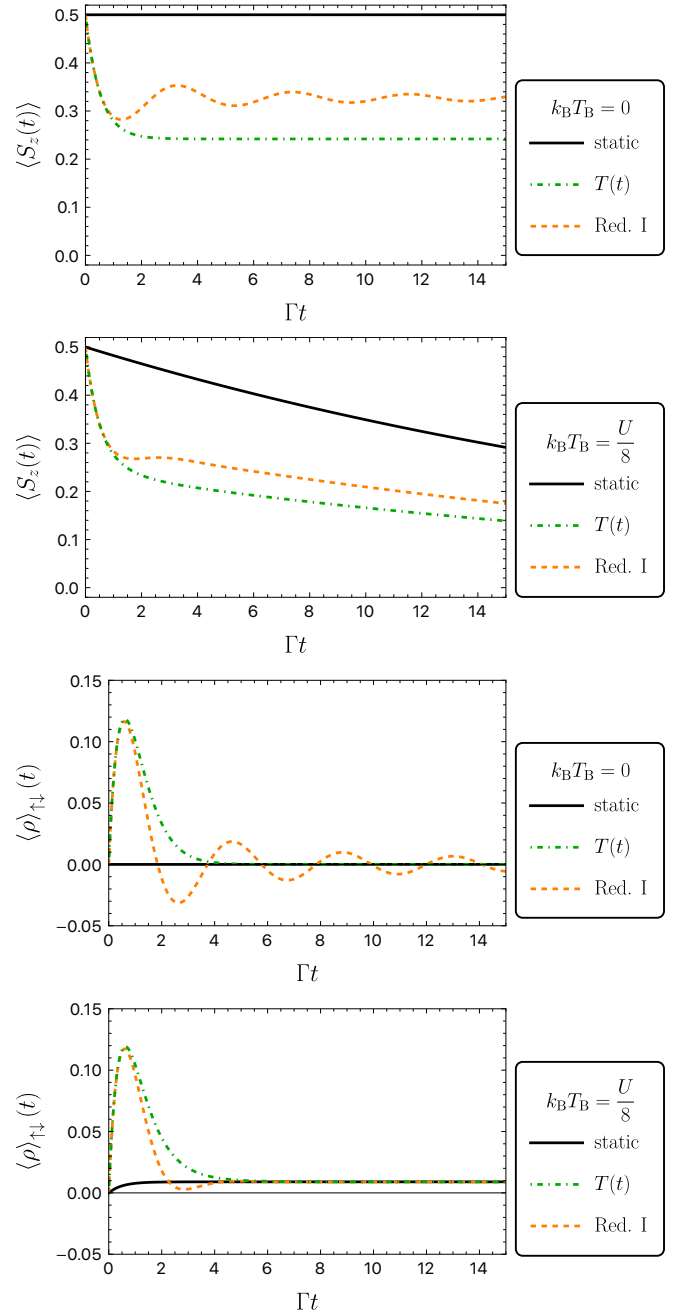 ⟨S_z(t)⟩
0.5
0.4
0.3
0.2
0.1
0.0
0 2 4 6 8 10 12 14
Γt
k_B T_B = 0
static
T(t)
Red. I
⟨S_z(t)⟩
0.5
0.4
0.3
0.2
0.1
0.0
0 2 4 6 8 10 12 14
Γt
k_B T_B = U/8
static
T(t)
Red. I
⟨ρ⟩_↑↓(t)
0.15
0.10
0.05
0.00
−0.05
0 2 4 6 8 10 12 14
Γt
k_B T_B = 0
static
T(t)
Red. I
⟨ρ⟩_↑↓(t)
0.15
0.10
0.05
0.00
−0.05
0 2 4 6 8 10 12 14
Γt
k_B T_B = U/8
static
T(t)
Red. I